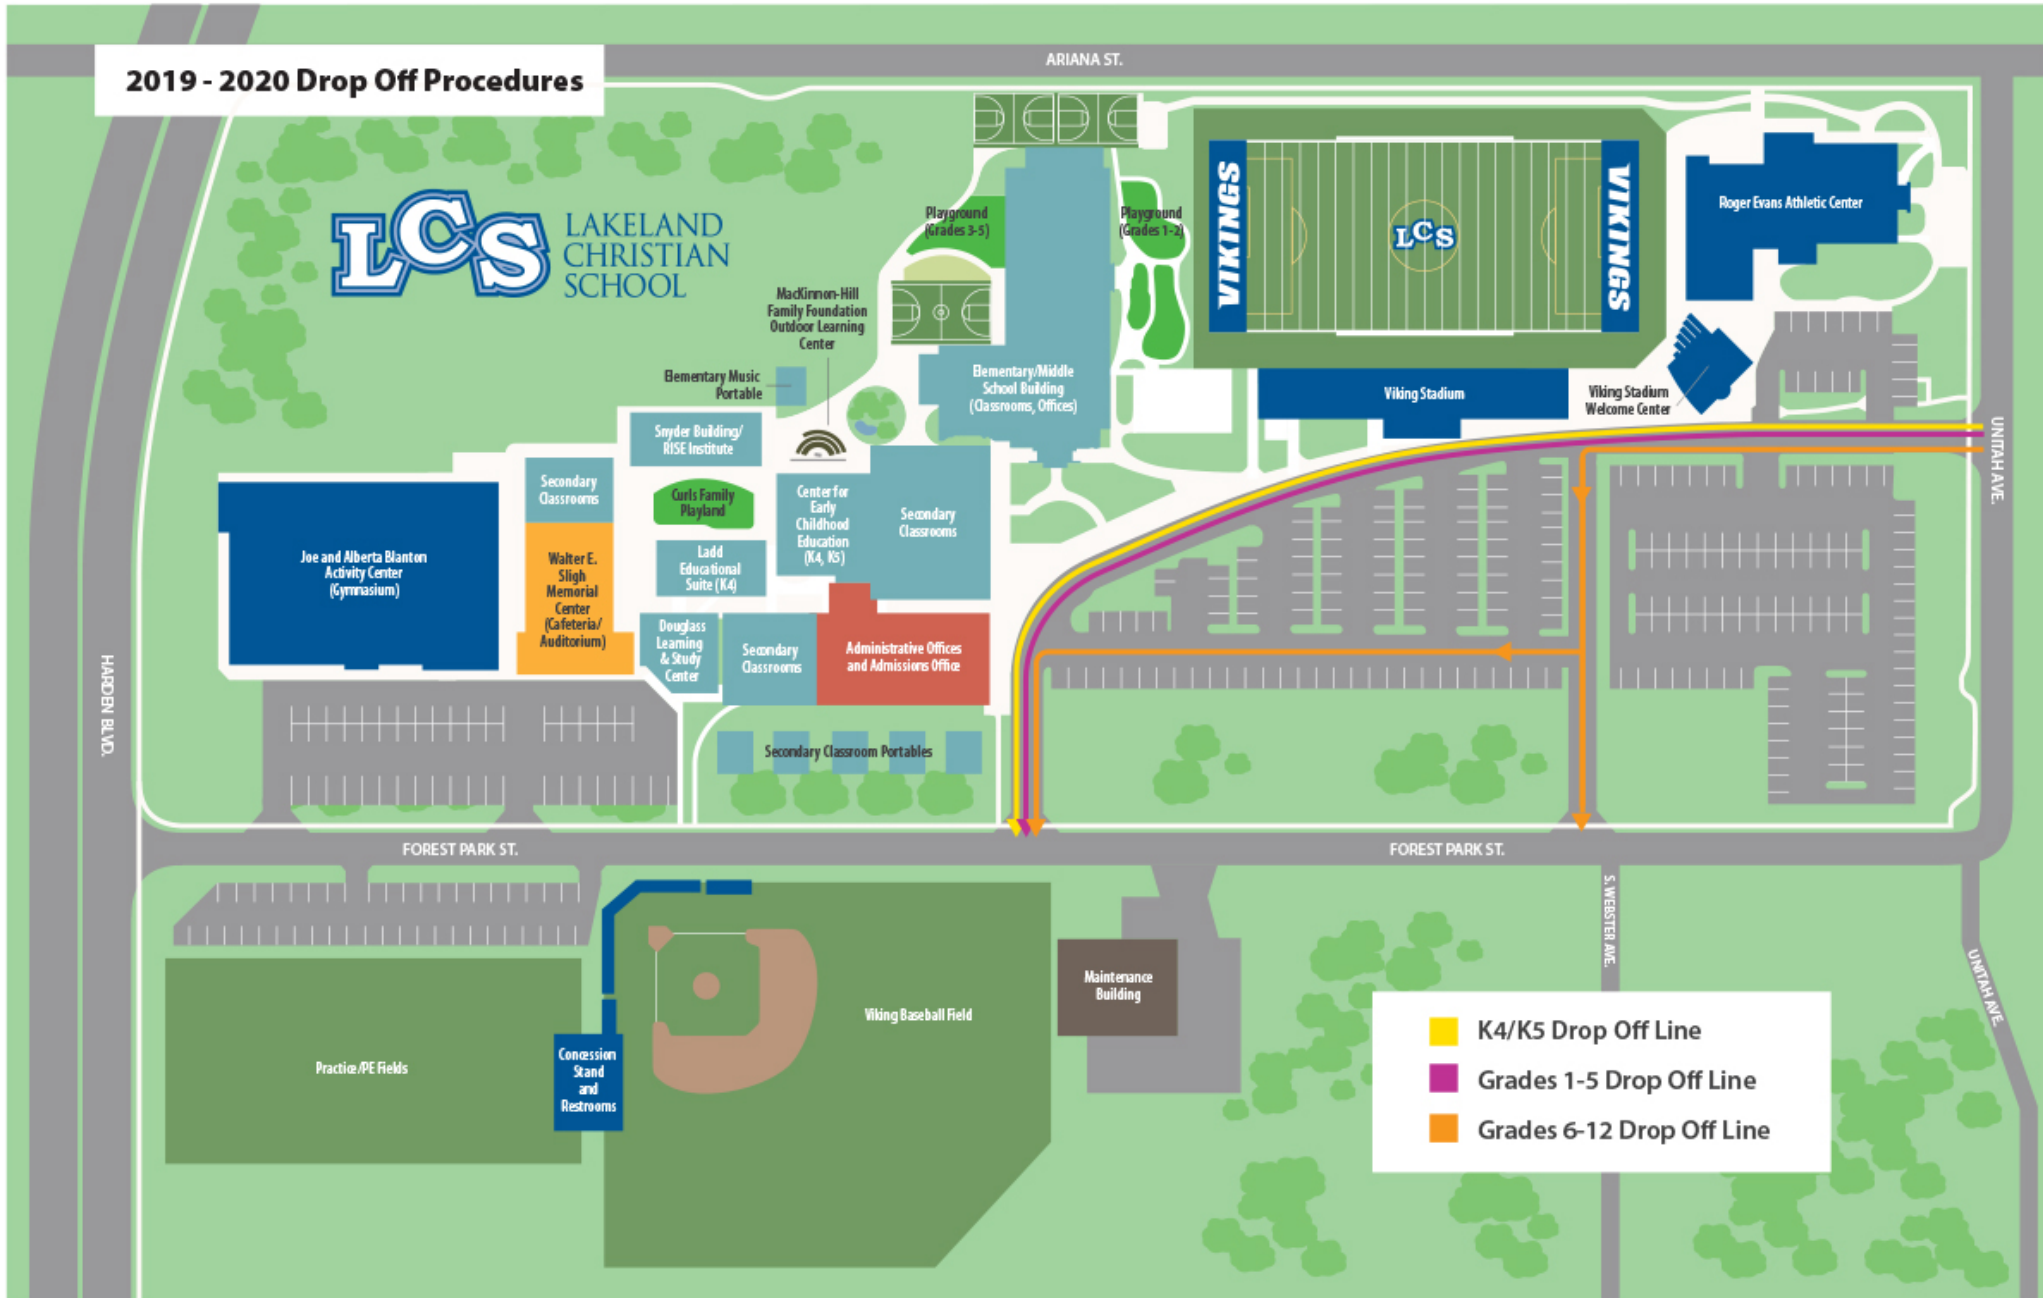 ARIANA ST.
2019 - 2020 Drop Off Procedures
LCS
LAKELAND
CHRISTIAN
SCHOOL
Playground
(Grades 3-5)
Playground
(Grades 1-2)
VIKINGS
LCS
VIKINGS
Roger Evans Athletic Center
MacKinnon-Hill
Family Foundation
Outdoor Learning
Center
Elementary Music
Portable
Elementary/Middle
School Building
(Classrooms, Offices)
Viking Stadium
Viking Stadium
Welcome Center
UNITAH AVE.
Snyder Building/
RISE Institute
Secondary
Classrooms
Curls Family
Playland
Center for
Early
Childhood
Education
(K4, K5)
Secondary
Classrooms
Joe and Alberta Blanton
Activity Center
(Gymnasium)
Walter E.
Sligh
Memorial
Center
(Cafeteria/
Auditorium)
Ladd
Educational
Suite (K4)
Douglass
Learning
& Study
Center
Secondary
Classrooms
Administrative Offices
and Admissions Office
HARDEN BLVD.
Secondary Classroom Portables
FOREST PARK ST.
FOREST PARK ST.
S. WEBSTER AVE.
UNITAH AVE.
Maintenance
Building
Viking Baseball Field
Practice/PE Fields
Concession
Stand
and
Restrooms
K4/K5 Drop Off Line
Grades 1-5 Drop Off Line
Grades 6-12 Drop Off Line